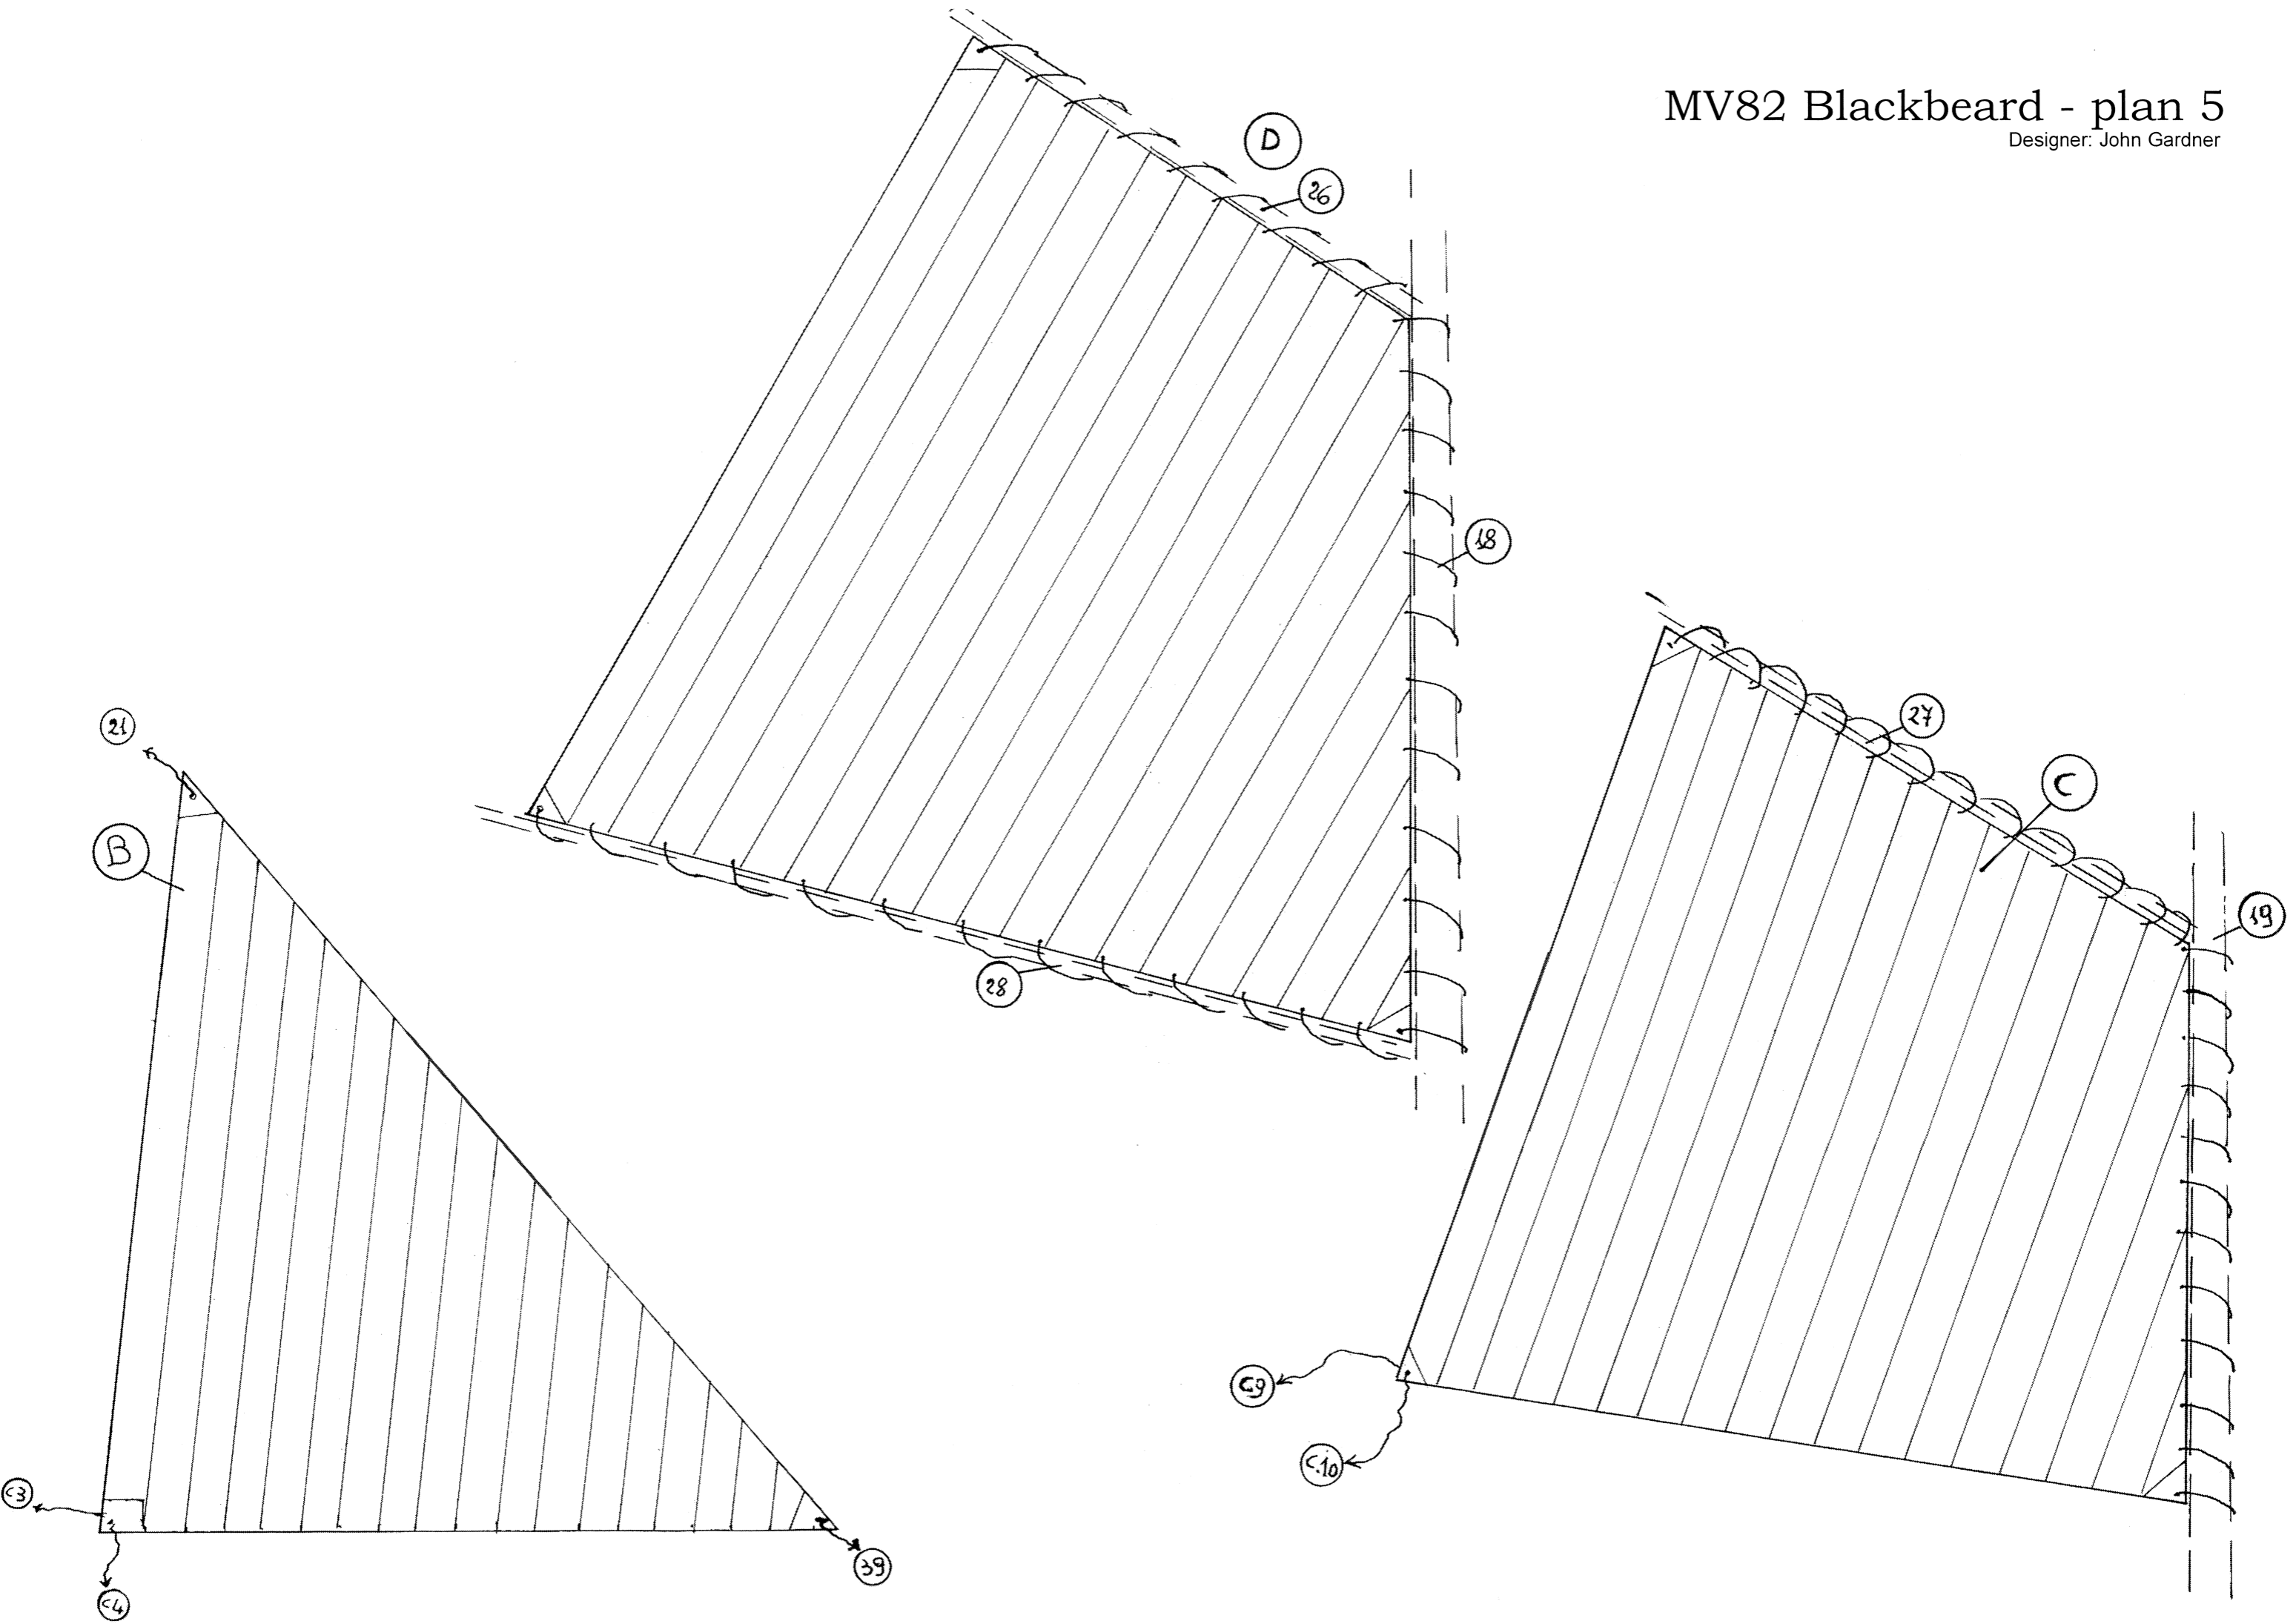 MV82 Blackbeard - plan 5
Designer: John Gardner
D
26
18
27
C
19
21
B
28
C9
C10
C3
C4
39